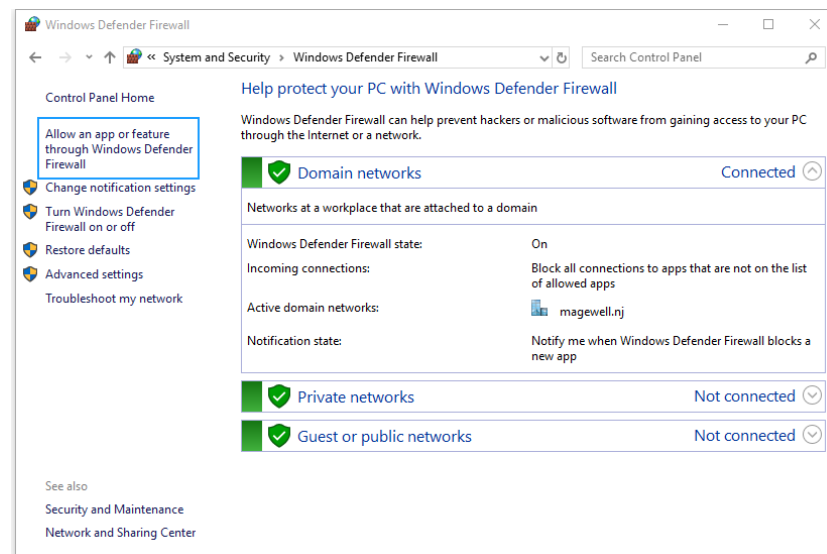 Windows Defender Firewall
« System and Security › Windows Defender Firewall
Search Control Panel
Control Panel Home
Allow an app or feature
through Windows Defender
Firewall
Change notification settings
Turn Windows Defender
Firewall on or off
Restore defaults
Advanced settings
Troubleshoot my network
See also
Security and Maintenance
Network and Sharing Center
Help protect your PC with Windows Defender Firewall
Windows Defender Firewall can help prevent hackers or malicious software from gaining access to your PC
through the Internet or a network.
Domain networks Connected
Networks at a workplace that are attached to a domain
Windows Defender Firewall state: On
Incoming connections: Block all connections to apps that are not on the list
of allowed apps
Active domain networks: magewell.nj
Notification state: Notify me when Windows Defender Firewall blocks a
new app
Private networks Not connected
Guest or public networks Not connected